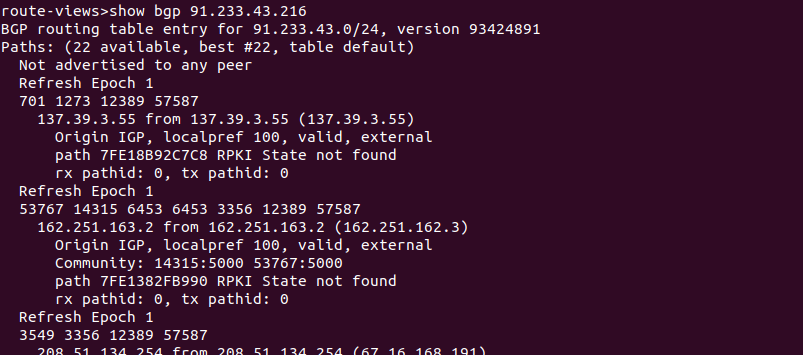 route-views>show bgp 91.233.43.216
BGP routing table entry for 91.233.43.0/24, version 93424891
Paths: (22 available, best #22, table default)
  Not advertised to any peer
  Refresh Epoch 1
  701 1273 12389 57587
    137.39.3.55 from 137.39.3.55 (137.39.3.55)
      Origin IGP, localpref 100, valid, external
      path 7FE18B92C7C8 RPKI State not found
      rx pathid: 0, tx pathid: 0
  Refresh Epoch 1
  53767 14315 6453 6453 3356 12389 57587
    162.251.163.2 from 162.251.163.2 (162.251.162.3)
      Origin IGP, localpref 100, valid, external
      Community: 14315:5000 53767:5000
      path 7FE1382FB990 RPKI State not found
      rx pathid: 0, tx pathid: 0
  Refresh Epoch 1
  3549 3356 12389 57587
    208.51.134.254 from 208.51.134.254 (67.16.168.191)